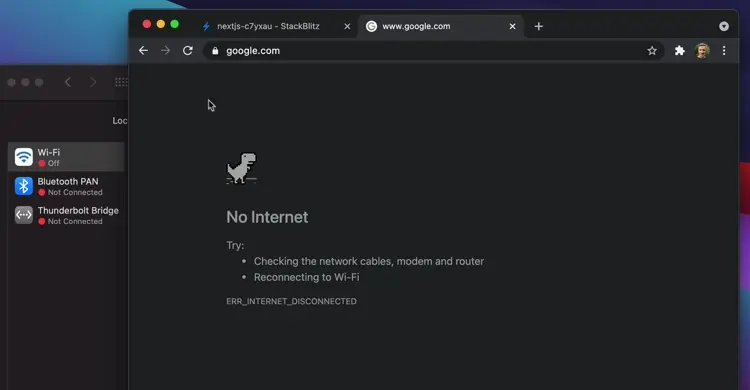 nextjs-c7yxau - StackBlitz
www.google.com
google.com
Loc
Wi-Fi
Off
Bluetooth PAN
Not Connected
Thunderbolt Bridge
Not Connected
No Internet
Try:
• Checking the network cables, modem and router
• Reconnecting to Wi-Fi
ERR_INTERNET_DISCONNECTED